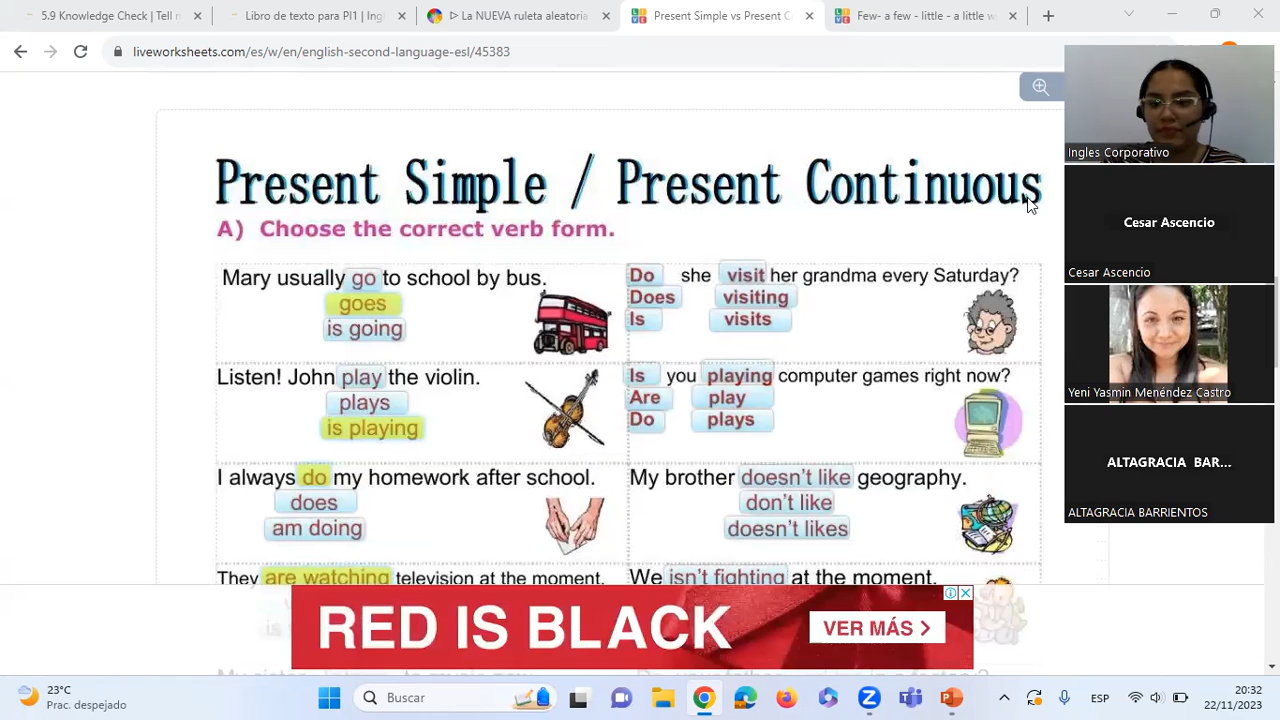 5.9 Knowledge Check | Tell m
Libro de texto para PI1 | Ingl
La NUEVA ruleta aleatoria
Present Simple vs Present Co
Few- a few - little - a little w
liveworksheets.com/es/w/en/english-second-language-esl/45383
Ingles Corporativo
Cesar Ascencio
Cesar Ascencio
Yeni Yasmin Menéndez Castro
ALTAGRACIA BAR...
ALTAGRACIA BARRIENTOS
Present Simple / Present Continuous
A) Choose the correct verb form.
Mary usually go to school by bus.
goes
is going
Do she visit her grandma every Saturday?
Does visiting
Is visits
Listen! John play the violin.
plays
is playing
Is you playing computer games right now?
Are play
Do plays
I always do my homework after school.
does
am doing
My brother doesn't like geography.
don't like
doesn't likes
They are watching television at the moment.
We isn't fighting at the moment.
RED IS BLACK
VER MÁS
23°C
Prac. despejado
Buscar
ESP
20:32
22/11/2023